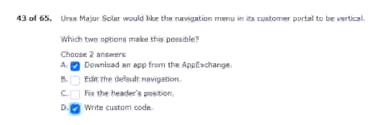 43 of 65. Ursa Major Solar would like the navigation menu in its customer portal to be vertical.
Which two options make this possible?
Choose 2 answers
A. Download an app from the AppExchange.
B. Edit the default navigation.
C. Fix the header's position.
D. Write custom code.